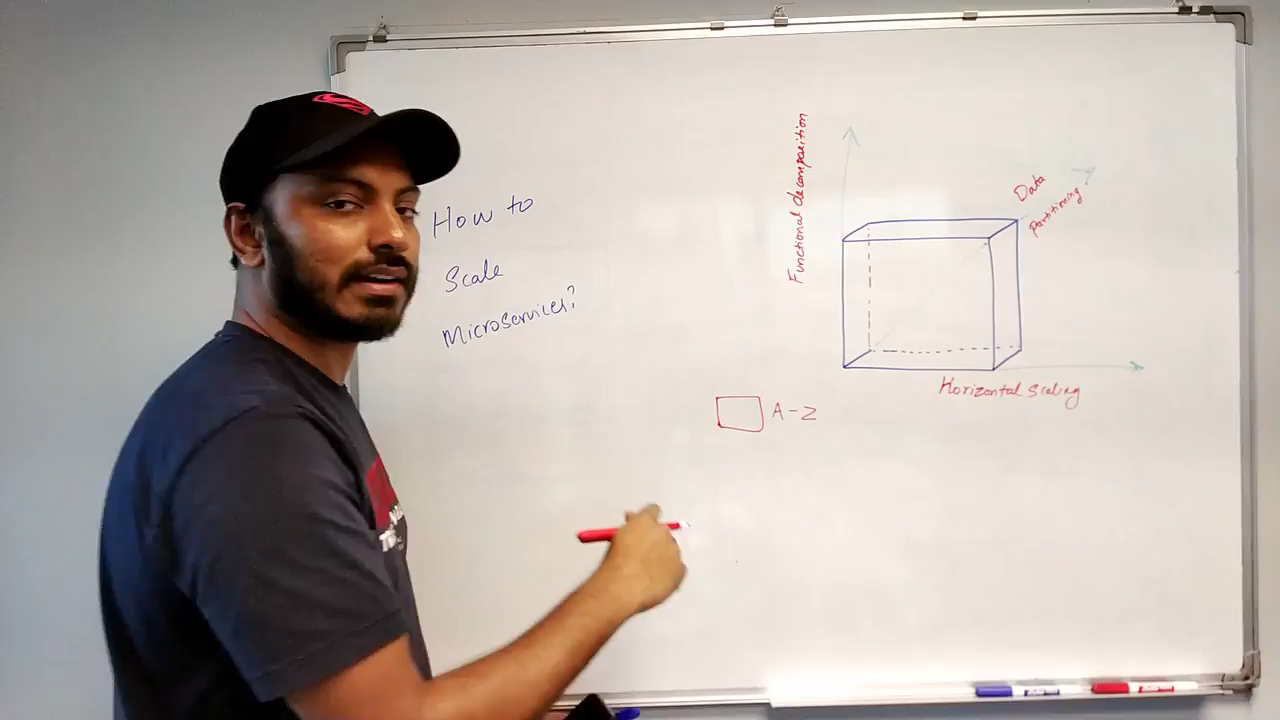 How to
Scale
Microservices?
Functional decomposition
Data
Partitioning
Horizontal Scaling
A-Z